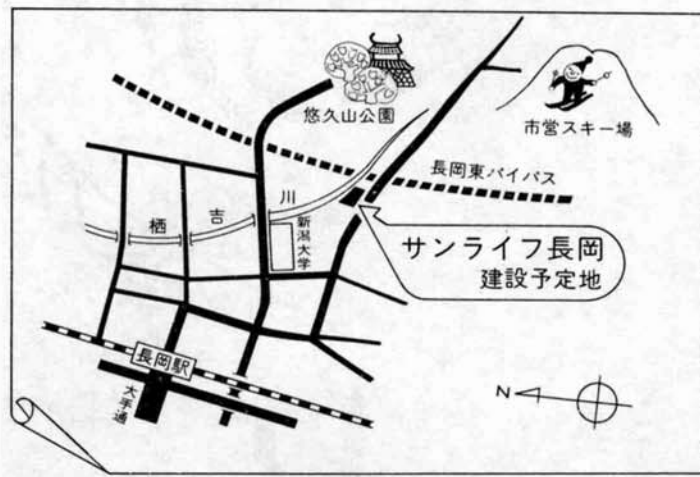 悠久山公園
市営スキー場
長岡東バイパス
栖吉川
新潟大学
サンライフ長岡
建設予定地
長岡駅
大手通
N